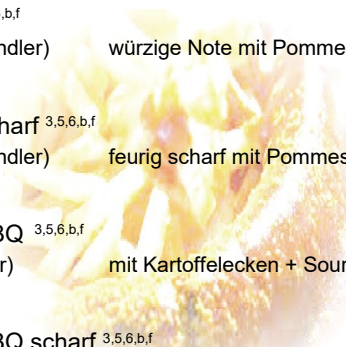 ,b,f
ndler) würzige Note mit Pomme
harf 3,5,6,b,f
ndler) feurig scharf mit Pommes
BQ 3,5,6,b,f
r) mit Kartoffelecken + Sour
BQ scharf 3,5,6,b,f